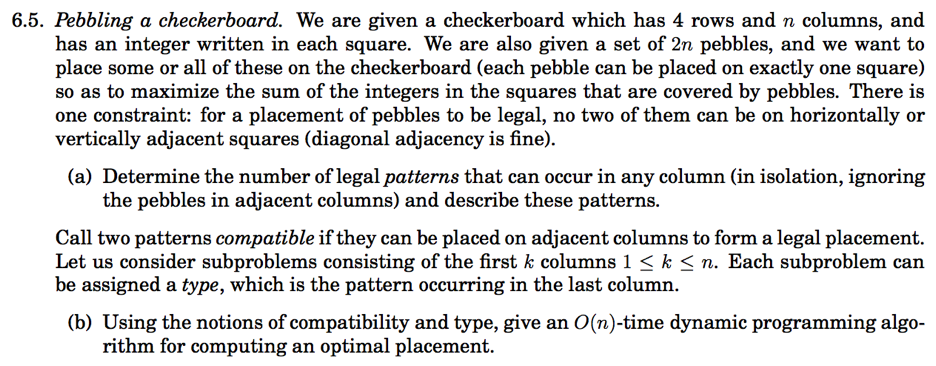 6.5. Pebbling a checkerboard. We are given a checkerboard which has 4 rows and n columns, and
has an integer written in each square. We are also given a set of 2n pebbles, and we want to
place some or all of these on the checkerboard (each pebble can be placed on exactly one square)
so as to maximize the sum of the integers in the squares that are covered by pebbles. There is
one constraint: for a placement of pebbles to be legal, no two of them can be on horizontally or
vertically adjacent squares (diagonal adjacency is fine).
(a) Determine the number of legal patterns that can occur in any column (in isolation, ignoring
the pebbles in adjacent columns) and describe these patterns.
Call two patterns compatible if they can be placed on adjacent columns to form a legal placement.
Let us consider subproblems consisting of the first k columns 1 ≤ k ≤ n. Each subproblem can
be assigned a type, which is the pattern occurring in the last column.
(b) Using the notions of compatibility and type, give an O(n)-time dynamic programming algo-
rithm for computing an optimal placement.